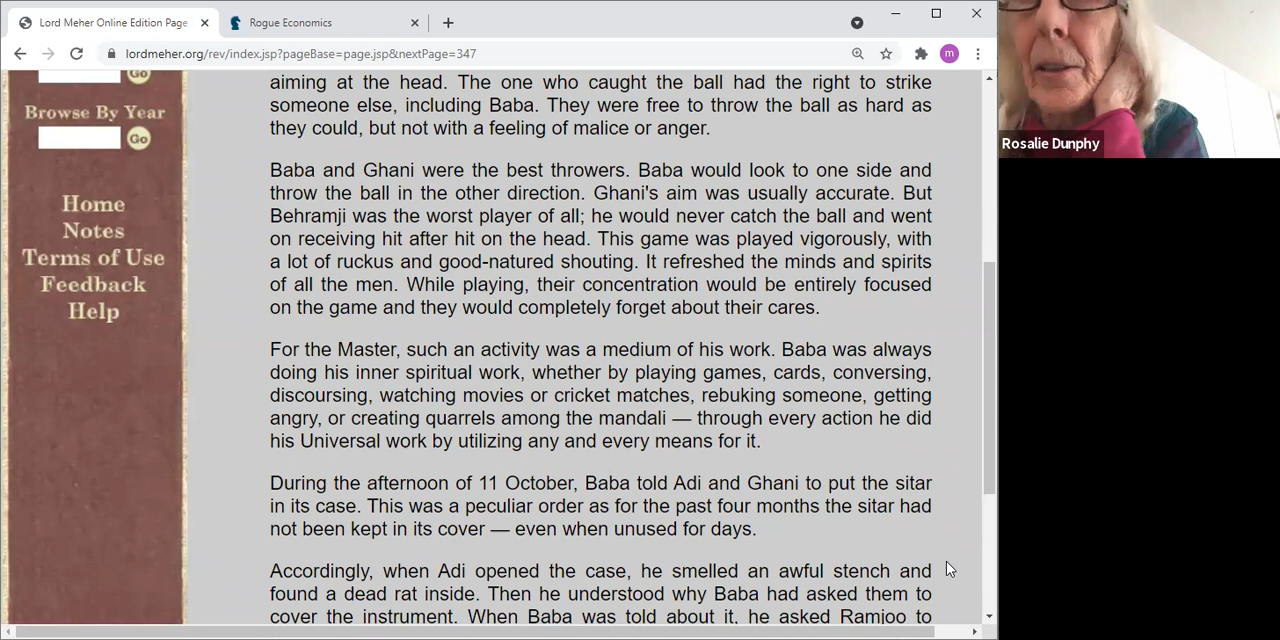 Lord Meher Online Edition Page
Rogue Economics
lordmeher.org/rev/index.jsp?pageBase=page.jsp&nextPage=347
m
Go
Browse By Year
Go
Home
Notes
Terms of Use
Feedback
Help
aiming at the head. The one who caught the ball had the right to strike
someone else, including Baba. They were free to throw the ball as hard as
they could, but not with a feeling of malice or anger.
Baba and Ghani were the best throwers. Baba would look to one side and
throw the ball in the other direction. Ghani's aim was usually accurate. But
Behramji was the worst player of all; he would never catch the ball and went
on receiving hit after hit on the head. This game was played vigorously, with
a lot of ruckus and good-natured shouting. It refreshed the minds and spirits
of all the men. While playing, their concentration would be entirely focused
on the game and they would completely forget about their cares.
For the Master, such an activity was a medium of his work. Baba was always
doing his inner spiritual work, whether by playing games, cards, conversing,
discoursing, watching movies or cricket matches, rebuking someone, getting
angry, or creating quarrels among the mandali — through every action he did
his Universal work by utilizing any and every means for it.
During the afternoon of 11 October, Baba told Adi and Ghani to put the sitar
in its case. This was a peculiar order as for the past four months the sitar had
not been kept in its cover — even when unused for days.
Accordingly, when Adi opened the case, he smelled an awful stench and
found a dead rat inside. Then he understood why Baba had asked them to
cover the instrument. When Baba was told about it, he asked Ramjoo to
Rosalie Dunphy